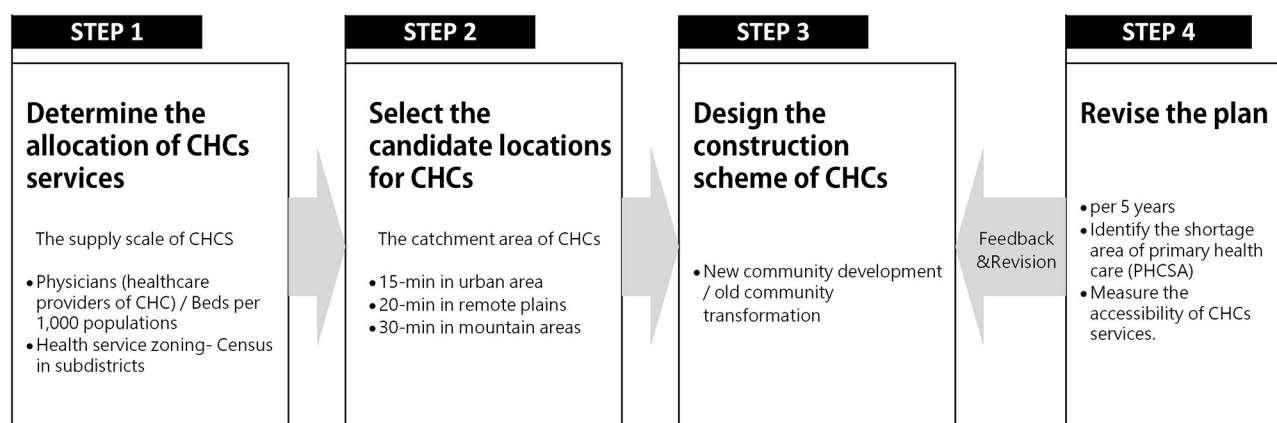 STEP 1
Determine the
allocation of CHCs
services
The supply scale of CHCS
• Physicians (healthcare
providers of CHC) / Beds per
1,000 populations
• Health service zoning- Census
in subdistricts
STEP 2
Select the
candidate locations
for CHCs
The catchment area of CHCs
• 15-min in urban area
• 20-min in remote plains
• 30-min in mountain areas
STEP 3
Design the
construction
scheme of CHCs
• New community development
/ old community
transformation
Feedback
&Revision
STEP 4
Revise the plan
• per 5 years
• Identify the shortage
area of primary health
care (PHCSA)
• Measure the
accessibility of CHCs
services.